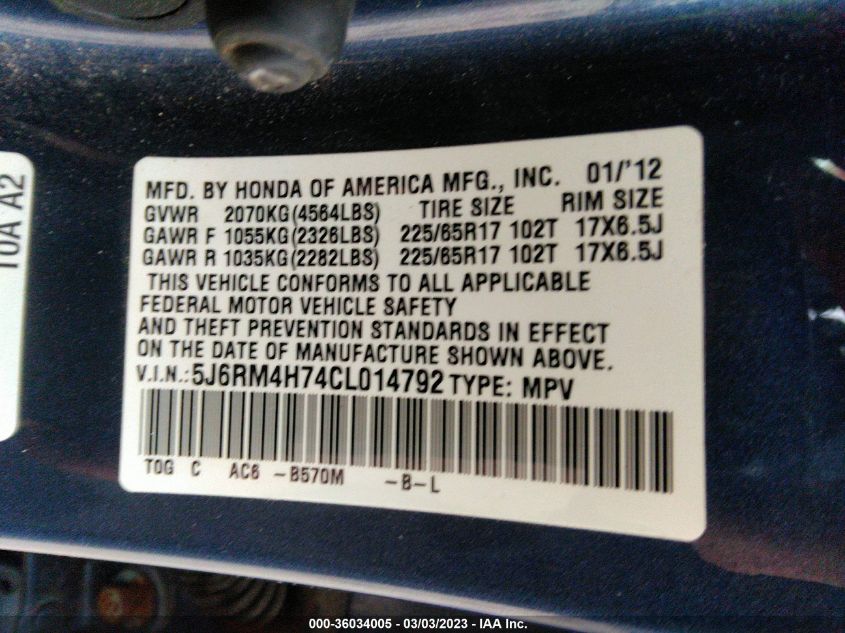 MFD. BY HONDA OF AMERICA MFG., INC. 01/'12
GVWR 2070KG(4564LBS) TIRE SIZE RIM SIZE
GAWR F 1055KG(2326LBS) 225/65R17 102T 17X6.5J
GAWR R 1035KG(2282LBS) 225/65R17 102T 17X6.5J
THIS VEHICLE CONFORMS TO ALL APPLICABLE
FEDERAL MOTOR VEHICLE SAFETY
AND THEFT PREVENTION STANDARDS IN EFFECT
ON THE DATE OF MANUFACTURE SHOWN ABOVE.
V.I.N.: 5J6RM4H74CL014792 TYPE: MPV
T0G C AC6 -B570M -B-L
T0A A2
000-36034005 - 03/03/2023 - IAA Inc.